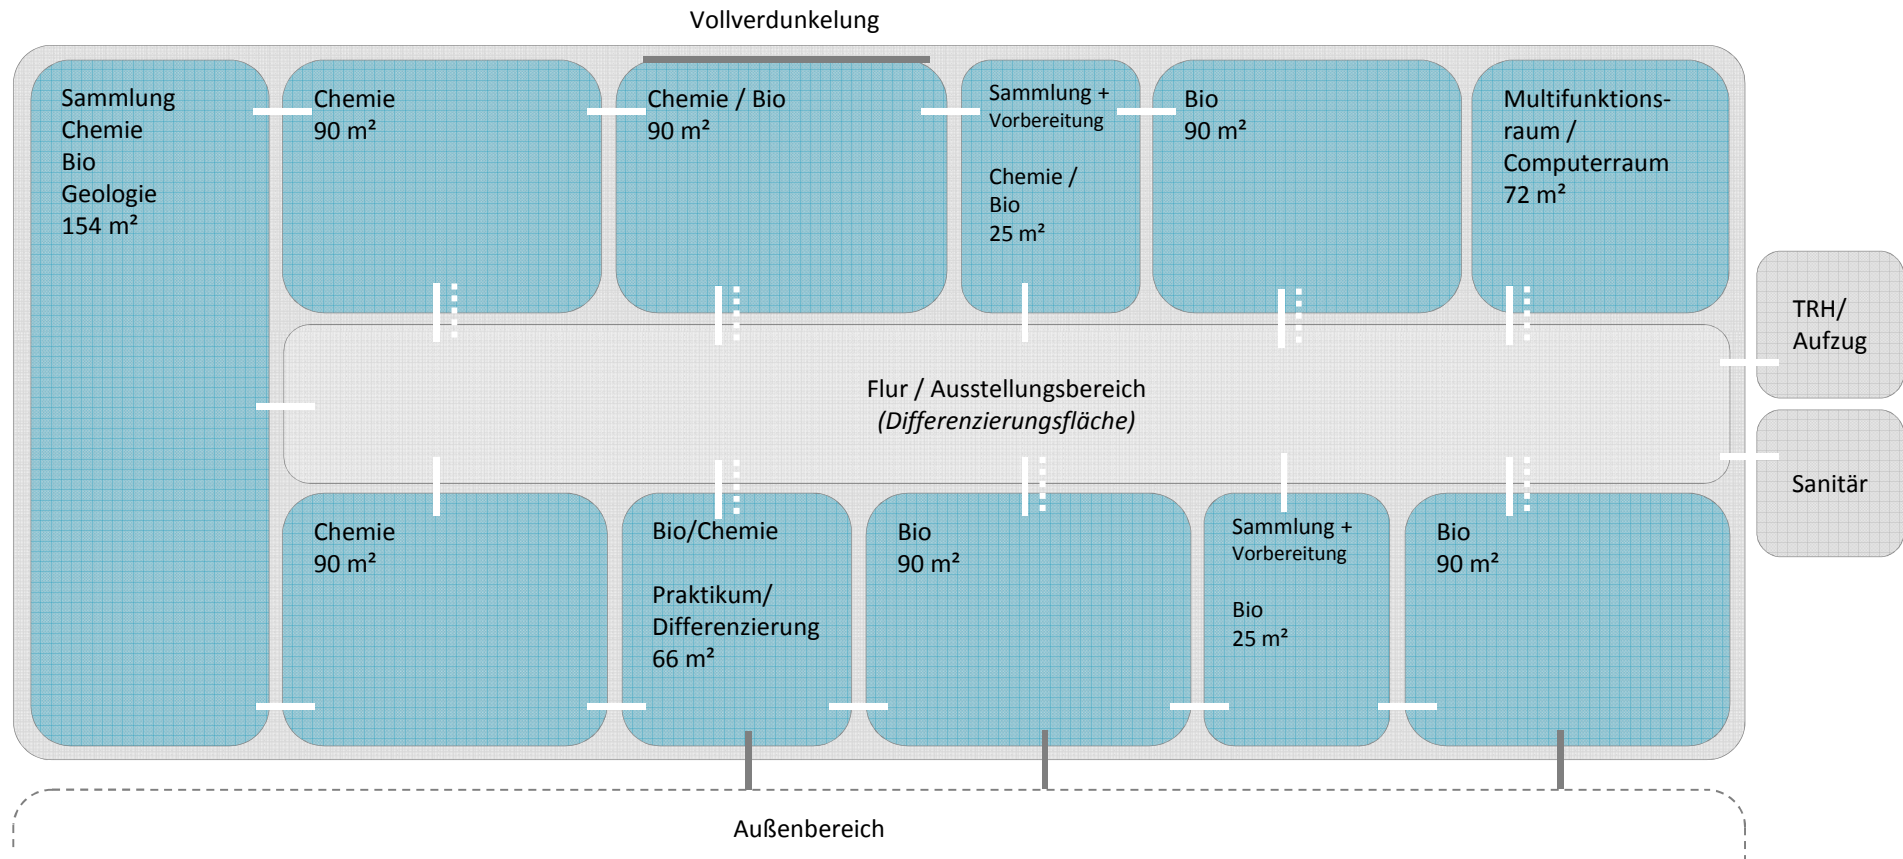 Vollverdunkelung
Sammlung
Chemie
Bio
Geologie
154 m²
Chemie
90 m²
Chemie / Bio
90 m²
Sammlung +
Vorbereitung
Chemie /
Bio
25 m²
Bio
90 m²
Multifunktions-
raum /
Computerraum
72 m²
TRH/
Aufzug
Flur / Ausstellungsbereich
(Differenzierungsfläche)
Sanitär
Chemie
90 m²
Bio/Chemie
Praktikum/
Differenzierung
66 m²
Bio
90 m²
Sammlung +
Vorbereitung
Bio
25 m²
Bio
90 m²
Außenbereich